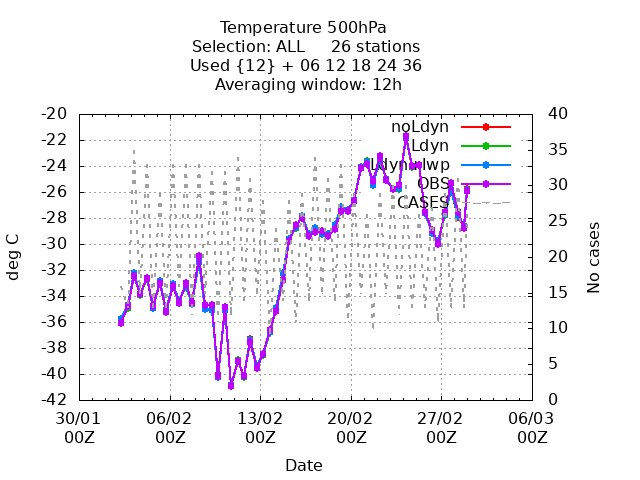 Temperature 500hPa
Selection: ALL 26 stations
Used {12} + 06 12 18 24 36
Averaging window: 12h
-20
-22
-24
-26
-28
-30
-32
-34
-36
-38
-40
-42
deg C
40
35
30
25
20
15
10
5
0
No cases
noLdyn
Ldyn
Ldyn_lwp
OBS
CASES
30/01 00Z
06/02 00Z
13/02 00Z
20/02 00Z
27/02 00Z
06/03 00Z
Date